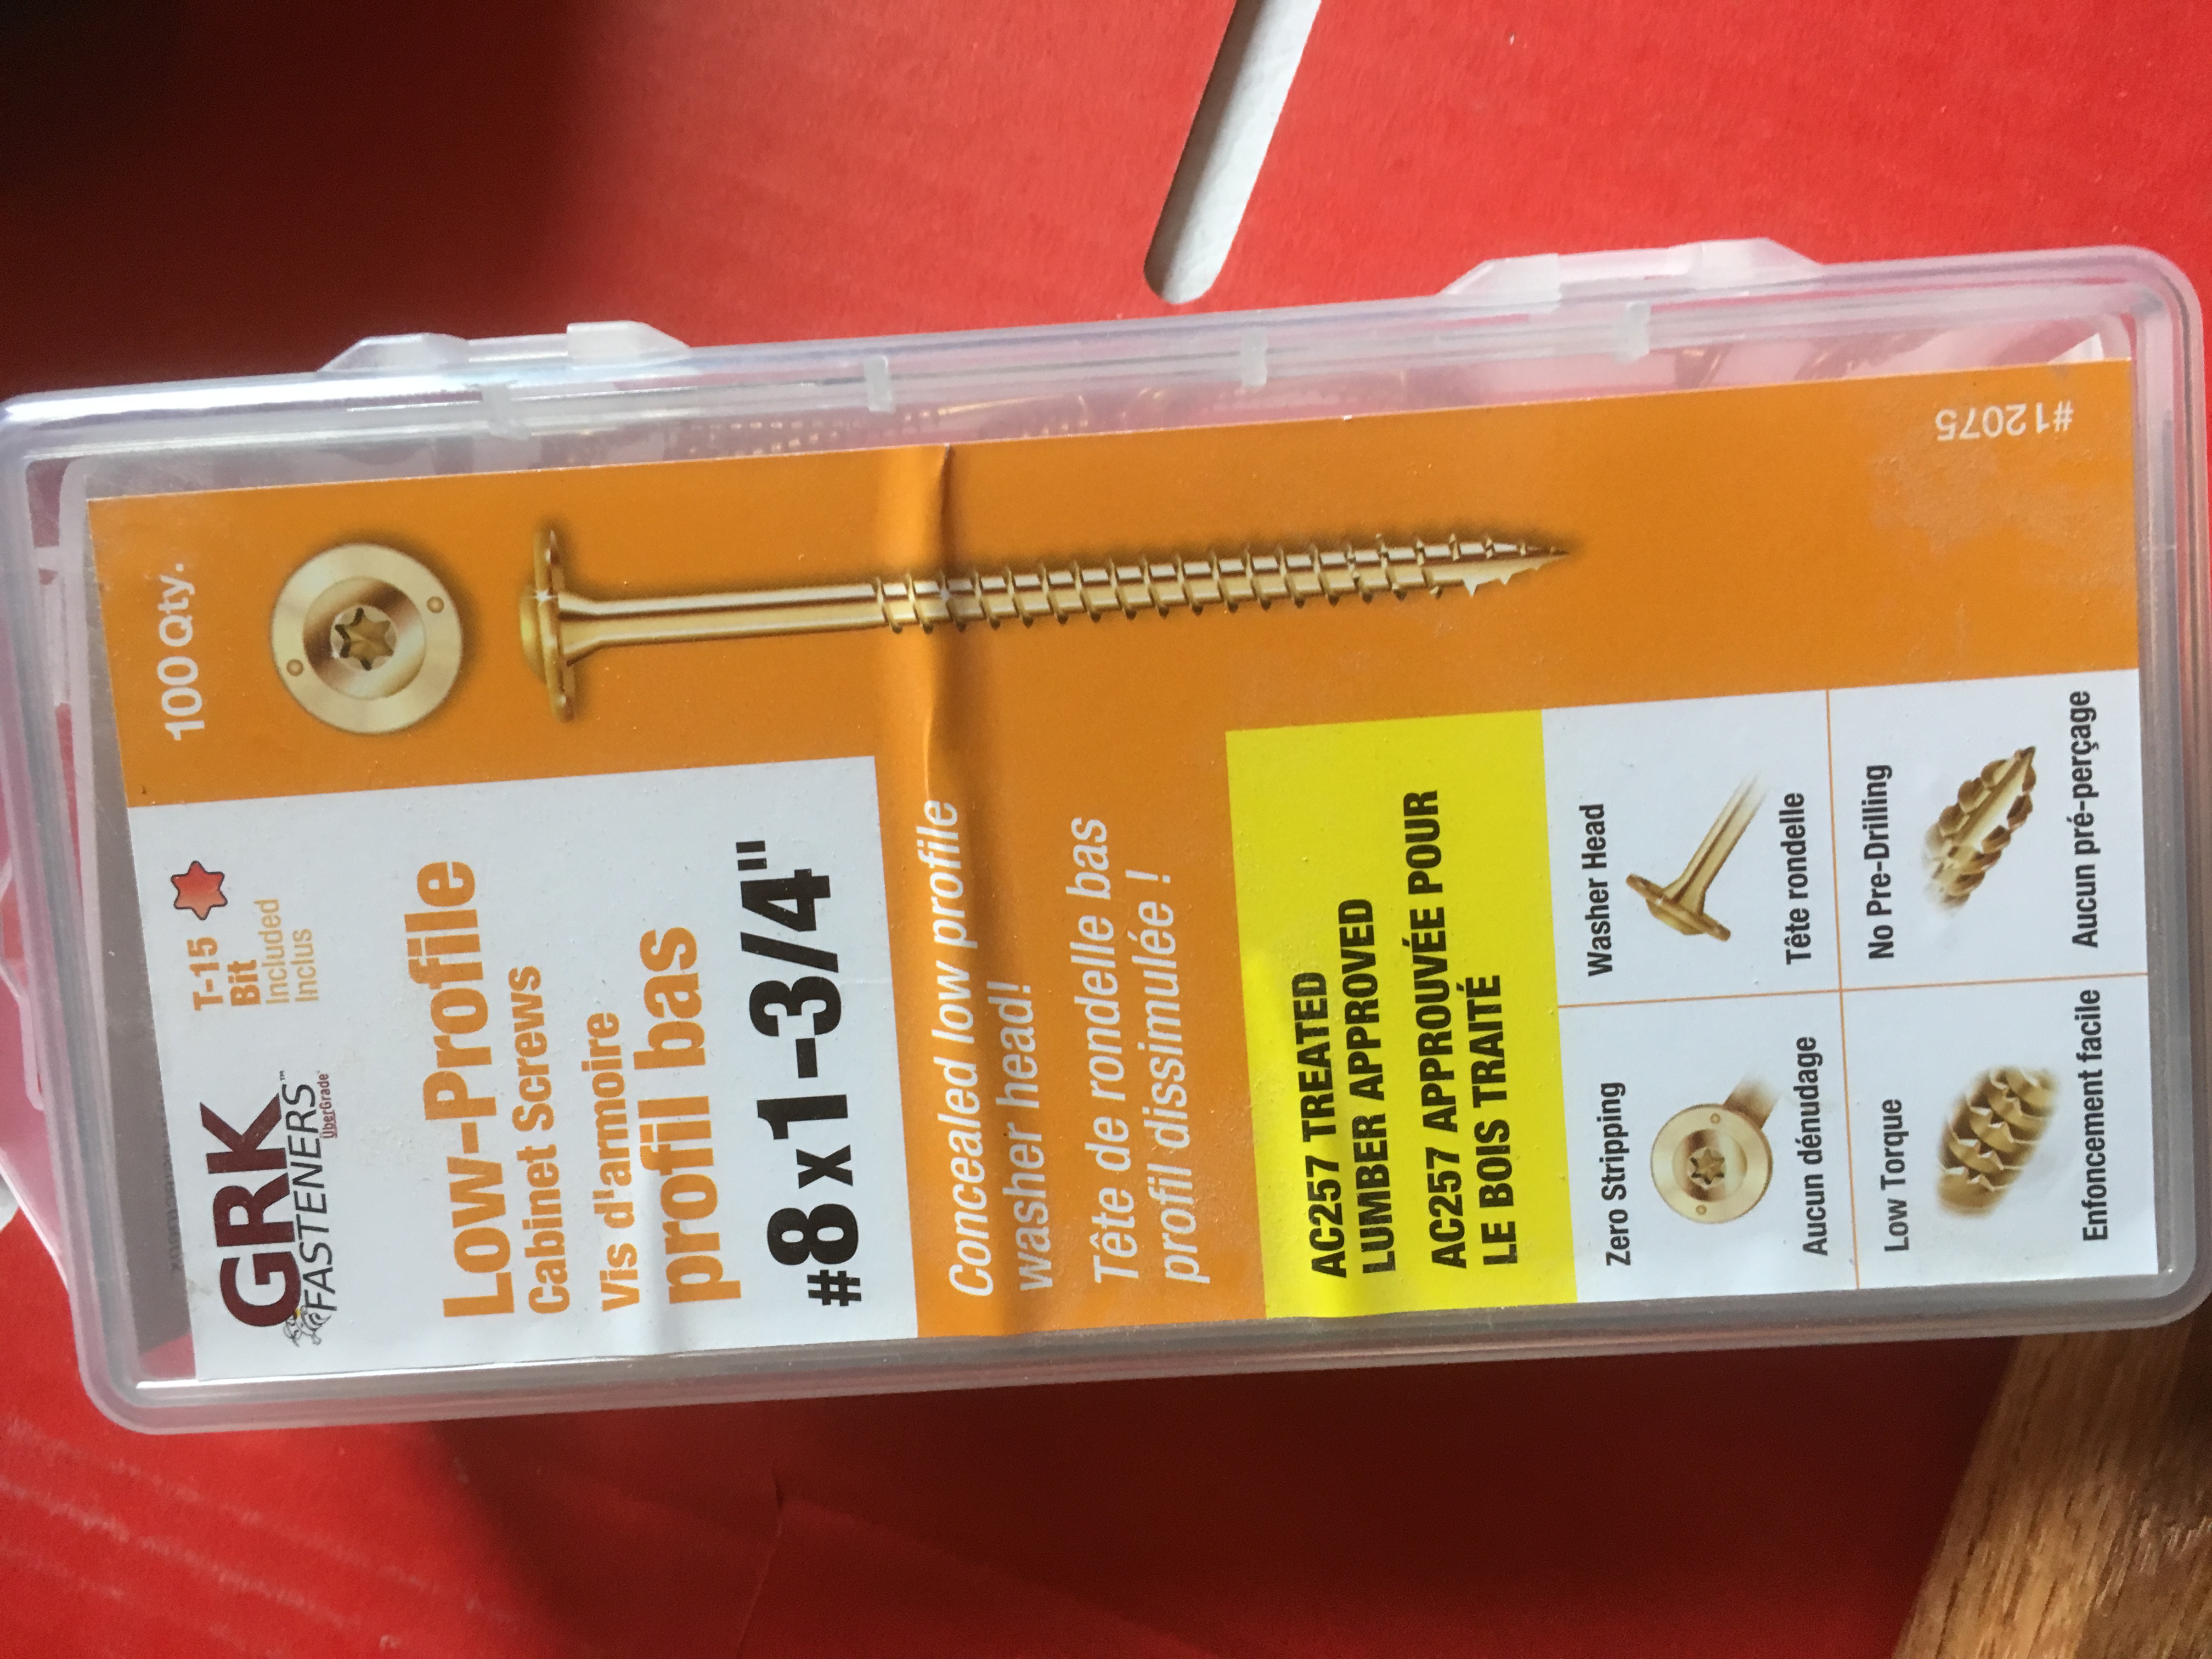 GRK
FASTENERS™
ÜberGrade
T-15
Bit
Included
Inclus
100 Qty.
Low-Profile
Cabinet Screws
Vis d'armoire
profil bas
#8 x 1-3/4"
Concealed low profile
washer head!
Tête de rondelle bas
profil dissimulée !
AC257 TREATED
LUMBER APPROVED
AC257 APPROUVÉE POUR
LE BOIS TRAITÉ
Zero Stripping
Aucun dénudage
Washer Head
Tête rondelle
Low Torque
Enfoncement facile
No Pre-Drilling
Aucun pré-perçage
#12075